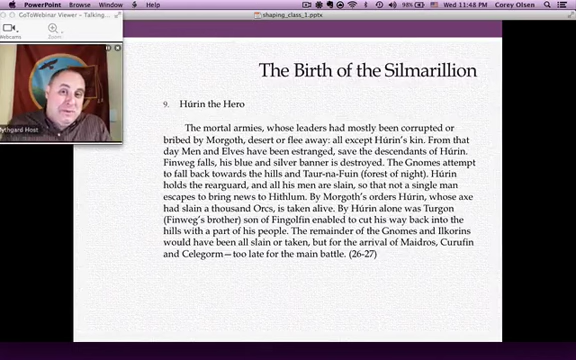 PowerPoint Browse Window Help
98% Wed 11:48 PM Corey Olsen
GoToWebinar Viewer - Talking...
shaping_class_1.pptx
Webcams
Zoom
Mythgard Host
The Birth of the Silmarillion
9. Húrin the Hero
The mortal armies, whose leaders had mostly been corrupted or
bribed by Morgoth, desert or flee away: all except Húrin's kin. From that
day Men and Elves have been estranged, save the descendants of Húrin.
Finweg falls, his blue and silver banner is destroyed. The Gnomes attempt
to fall back towards the hills and Taur-na-Fuin (forest of night). Húrin
holds the rearguard, and all his men are slain, so that not a single man
escapes to bring news to Hithlum. By Morgoth's orders Húrin, whose axe
had slain a thousand Orcs, is taken alive. By Húrin alone was Turgon
(Finweg's brother) son of Fingolfin enabled to cut his way back into the
hills with a part of his people. The remainder of the Gnomes and Ilkorins
would have been all slain or taken, but for the arrival of Maidros, Curufin
and Celegorm—too late for the main battle. (26-27)